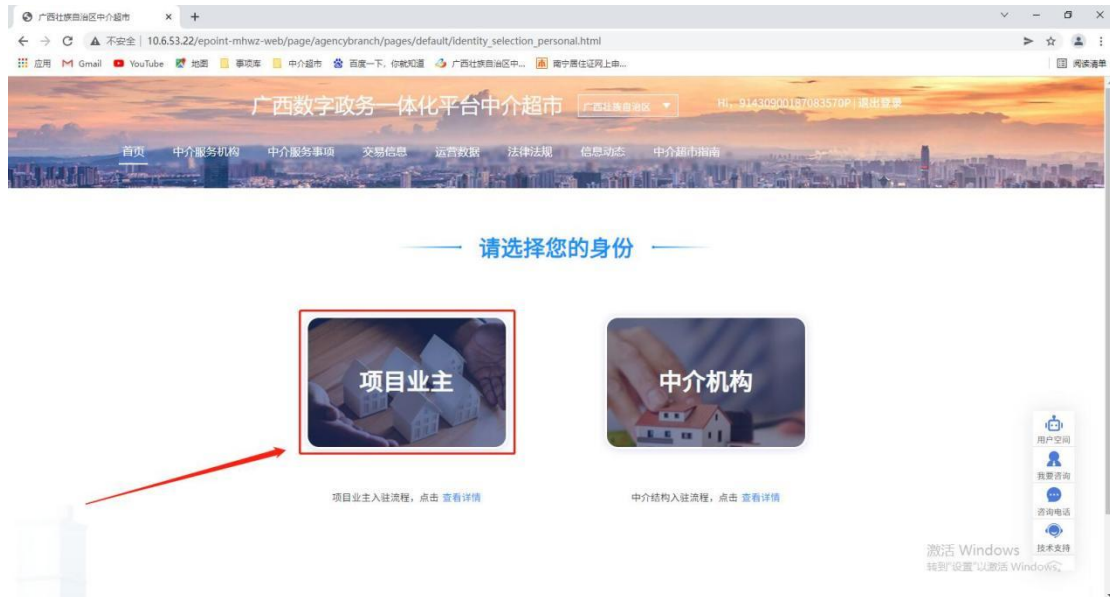 广西壮族自治区中介超市
不安全 | 10.6.53.22/epoint-mhwz-web/page/agencybranch/pages/default/identity_selection_personal.html
应用 Gmail YouTube 地图 事项库 中介超市 百度一下，你就知道 广西壮族自治区中... 南宁居住证网上申... 阅读清单
广西数字政务一体化平台中介超市 广西壮族自治区 Hi，91430900187083570P | 退出登录
首页 中介服务机构 中介服务事项 交易信息 运营数据 法律法规 信息动态 中介超市指南
请选择您的身份
项目业主 中介机构
项目业主入驻流程，点击 查看详情 中介结构入驻流程，点击 查看详情
用户空间
我要咨询
咨询电话
技术支持
激活 Windows
转到"设置"以激活 Windows。